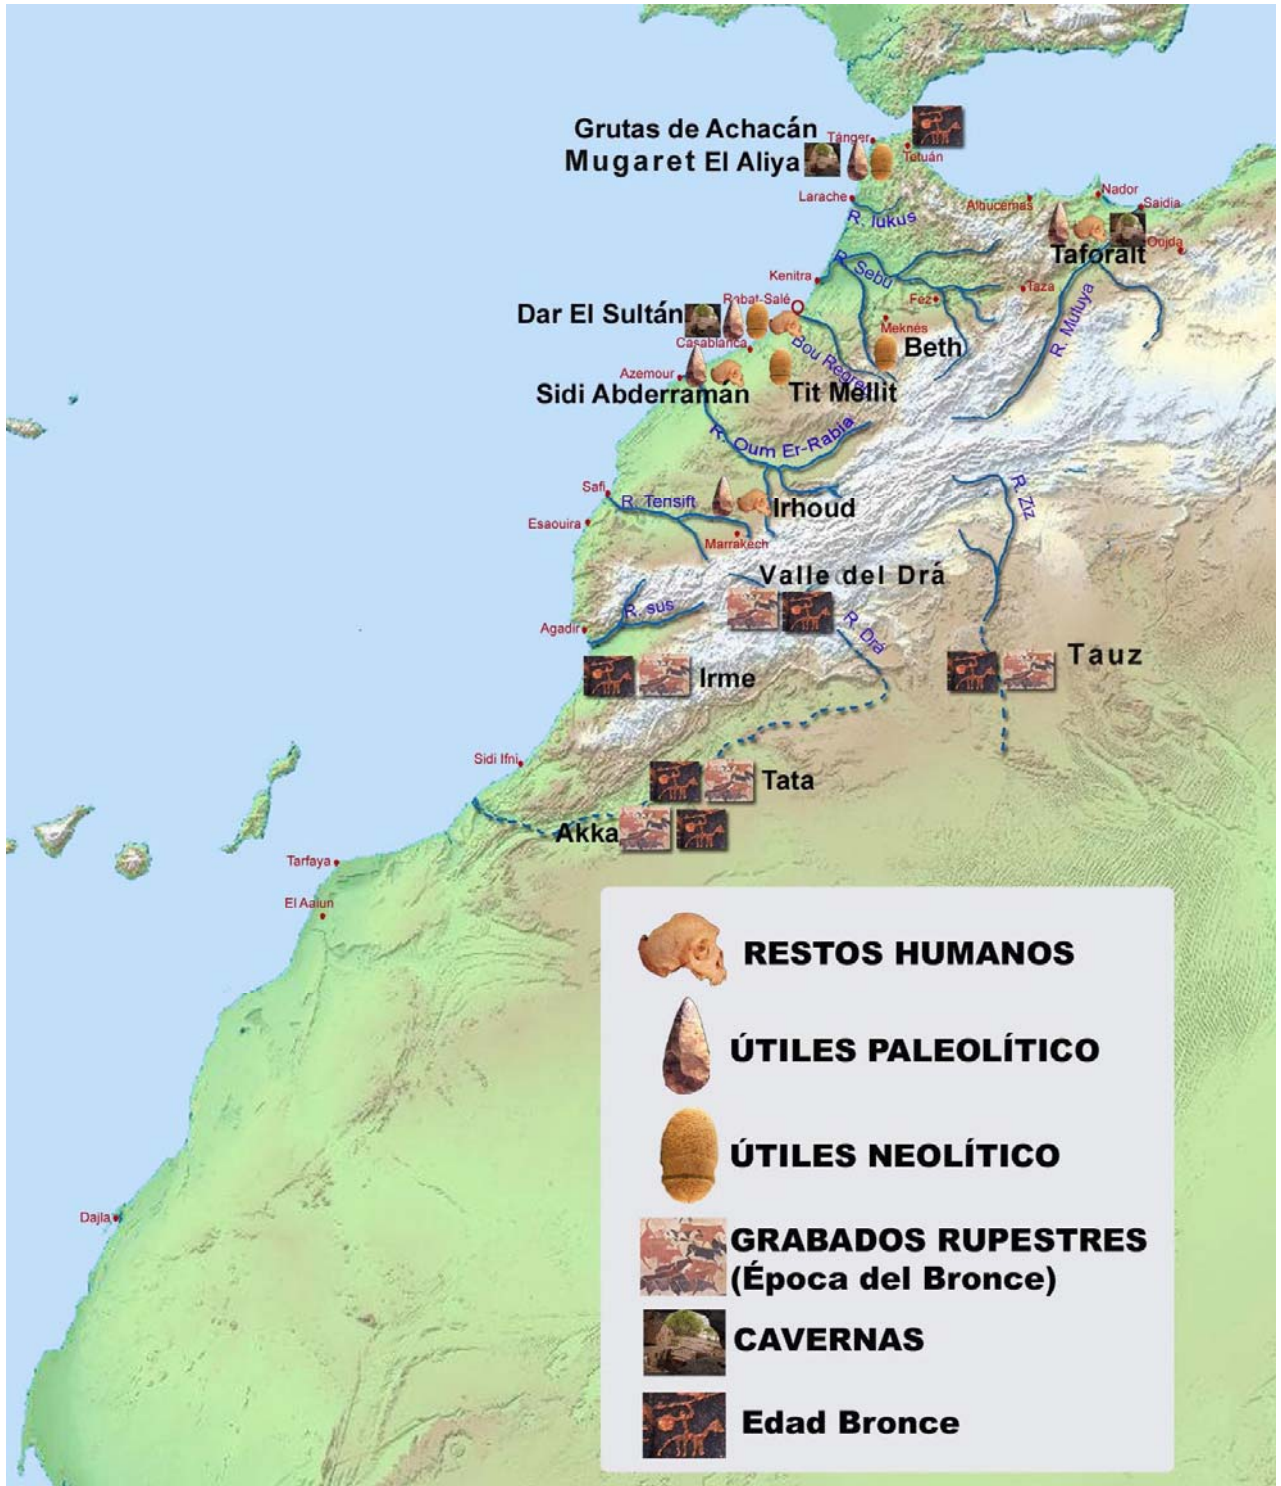 Grutas de Achacán
Tánger
Tetuán
Mugaret El Aliya
Larache
R. lukus
Alhucemas
Nador
Saidia
Oujda
Taforalt
Kenitra
R. Sebú
Féz
Taza
R. Muluya
Dar El Sultán
Rabat-Salé
Casablanca
Meknés
Beth
Bou Regreg
Azemour
Sidi Abderramán
Tit Mellit
R. Oum Er-Rabia
Safi
R. Tensift
Irhoud
R. Ziz
Esaouira
Marrakéch
Valle del Drá
R. sus
Agadir
R. Drá
Irme
Tauz
Sidi Ifni
Tata
Akka
Tarfaya
El Aaiun
Dajla
RESTOS HUMANOS
ÚTILES PALEOLÍTICO
ÚTILES NEOLÍTICO
GRABADOS RUPESTRES
(Época del Bronce)
CAVERNAS
Edad Bronce